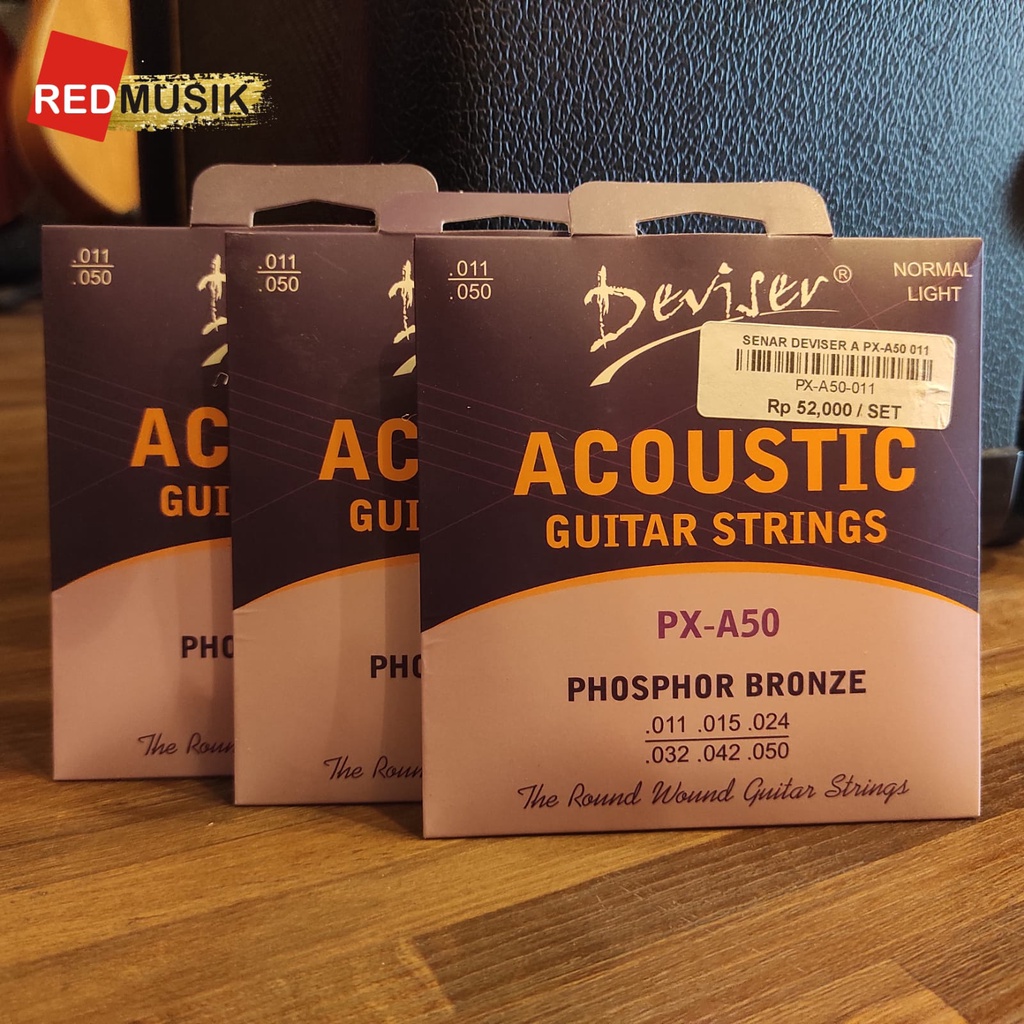 REDMUSIK
.011
.050
AC
GUI
PHO
The Roun
.011
.050
AC
GUI
PHO
The Roun
.011
.050
Deviser®
NORMAL
LIGHT
SENAR DEVISER A PX-A50 011
PX-A50-011
Rp 52,000 / SET
ACOUSTIC
GUITAR STRINGS
PX-A50
PHOSPHOR BRONZE
.011 .015 .024
.032 .042 .050
The Round Wound Guitar Strings